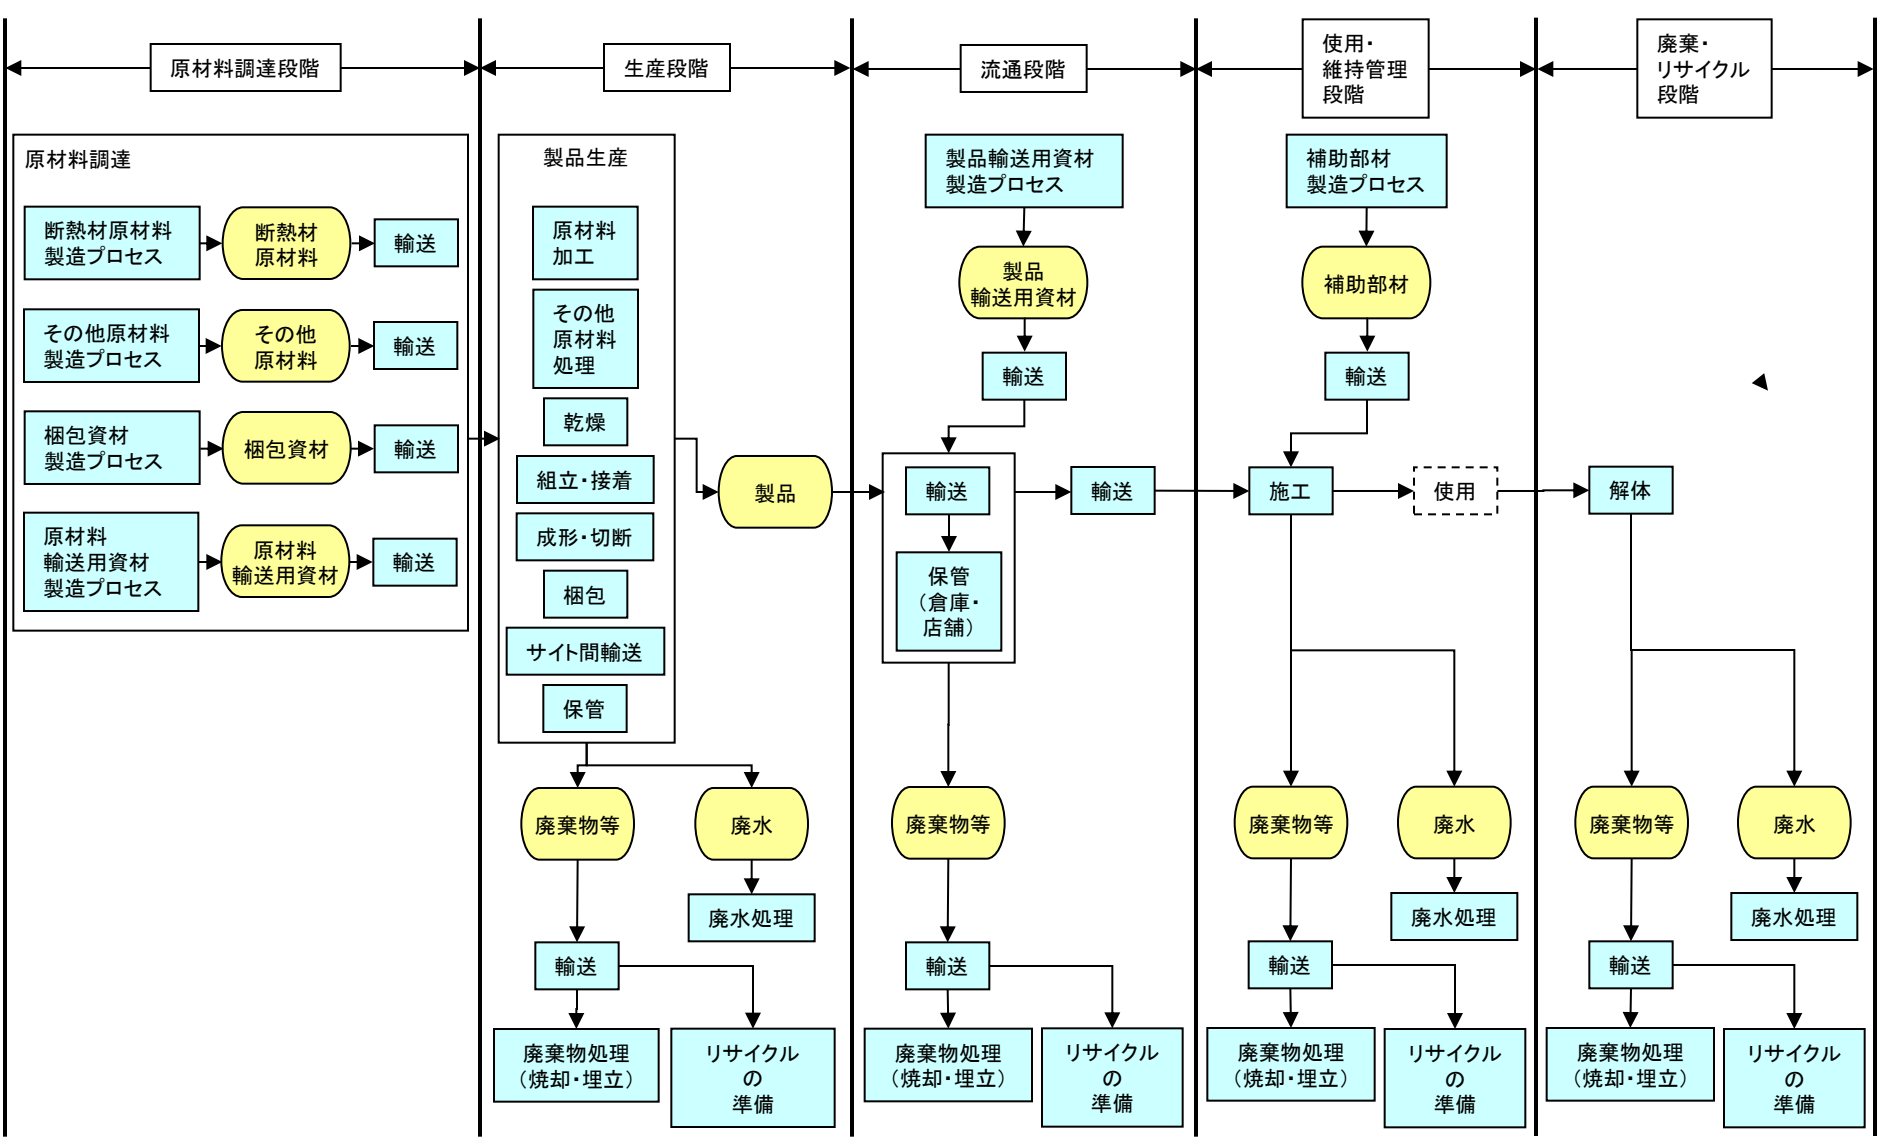 原材料調達段階
生産段階
流通段階
使用・
維持管理
段階
廃棄・
リサイクル
段階
原材料調達
断熱材原材料
製造プロセス
断熱材
原材料
輸送
その他原材料
製造プロセス
その他
原材料
輸送
梱包資材
製造プロセス
梱包資材
輸送
原材料
輸送用資材
製造プロセス
原材料
輸送用資材
輸送
製品生産
原材料
加工
その他
原材料
処理
乾燥
組立・接着
成形・切断
梱包
サイト間輸送
保管
製品
廃棄物等
廃水
廃水処理
輸送
廃棄物処理
（焼却・埋立）
リサイクル
の
準備
製品輸送用資材
製造プロセス
製品
輸送用資材
輸送
輸送
保管
（倉庫・
店舗）
輸送
廃棄物等
輸送
廃棄物処理
（焼却・埋立）
リサイクル
の
準備
補助部材
製造プロセス
補助部材
輸送
施工
使用
廃棄物等
廃水
廃水処理
輸送
廃棄物処理
（焼却・埋立）
リサイクル
の
準備
解体
廃棄物等
廃水
廃水処理
輸送
廃棄物処理
（焼却・埋立）
リサイクル
の
準備